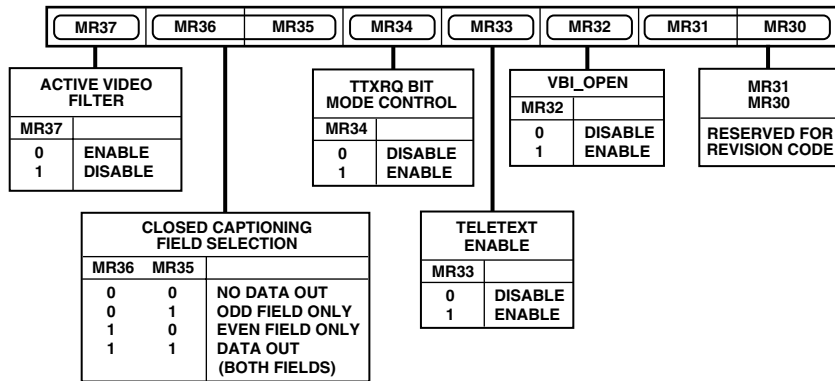 MR37 MR36 MR35 MR34 MR33 MR32 MR31 MR30
ACTIVE VIDEO
FILTER
MR37
0 ENABLE
1 DISABLE
TTXRQ BIT
MODE CONTROL
MR34
0 DISABLE
1 ENABLE
VBI_OPEN
MR32
0 DISABLE
1 ENABLE
MR31
MR30
RESERVED FOR
REVISION CODE
CLOSED CAPTIONING
FIELD SELECTION
MR36 MR35
0 0 NO DATA OUT
0 1 ODD FIELD ONLY
1 0 EVEN FIELD ONLY
1 1 DATA OUT
(BOTH FIELDS)
TELETEXT
ENABLE
MR33
0 DISABLE
1 ENABLE